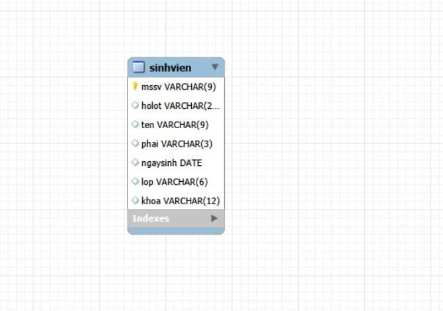 sinhvien
mssv VARCHAR(9)
holot VARCHAR(2...
ten VARCHAR(9)
phai VARCHAR(3)
ngaysinh DATE
lop VARCHAR(6)
khoa VARCHAR(12)
Indexes